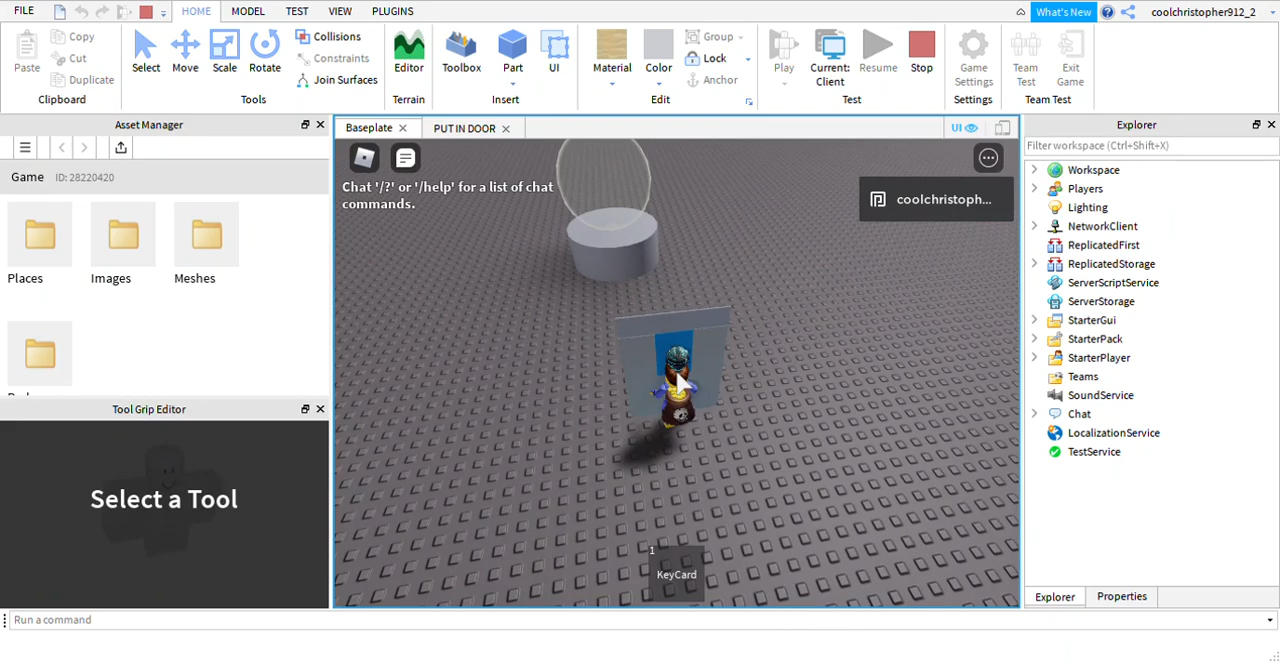 FILE HOME MODEL TEST VIEW PLUGINS What's New coolchristopher912_2
Paste Copy Cut Duplicate
Clipboard
Select Move Scale Rotate Collisions Constraints Join Surfaces
Tools
Editor
Terrain
Toolbox Part UI
Insert
Material Color Group Lock Anchor
Edit
Play Current: Client Resume Stop
Test
Game Settings
Settings
Team Test Exit Game
Team Test
Asset Manager
Game ID: 28220420
Places Images Meshes
Tool Grip Editor
Select a Tool
Baseplate PUT IN DOOR UI
Chat '/?' or '/help' for a list of chat
commands.
coolchristoph...
1
KeyCard
Explorer
Filter workspace (Ctrl+Shift+X)
Workspace
Players
Lighting
NetworkClient
ReplicatedFirst
ReplicatedStorage
ServerScriptService
ServerStorage
StarterGui
StarterPack
StarterPlayer
Teams
SoundService
Chat
LocalizationService
TestService
Explorer Properties
Run a command